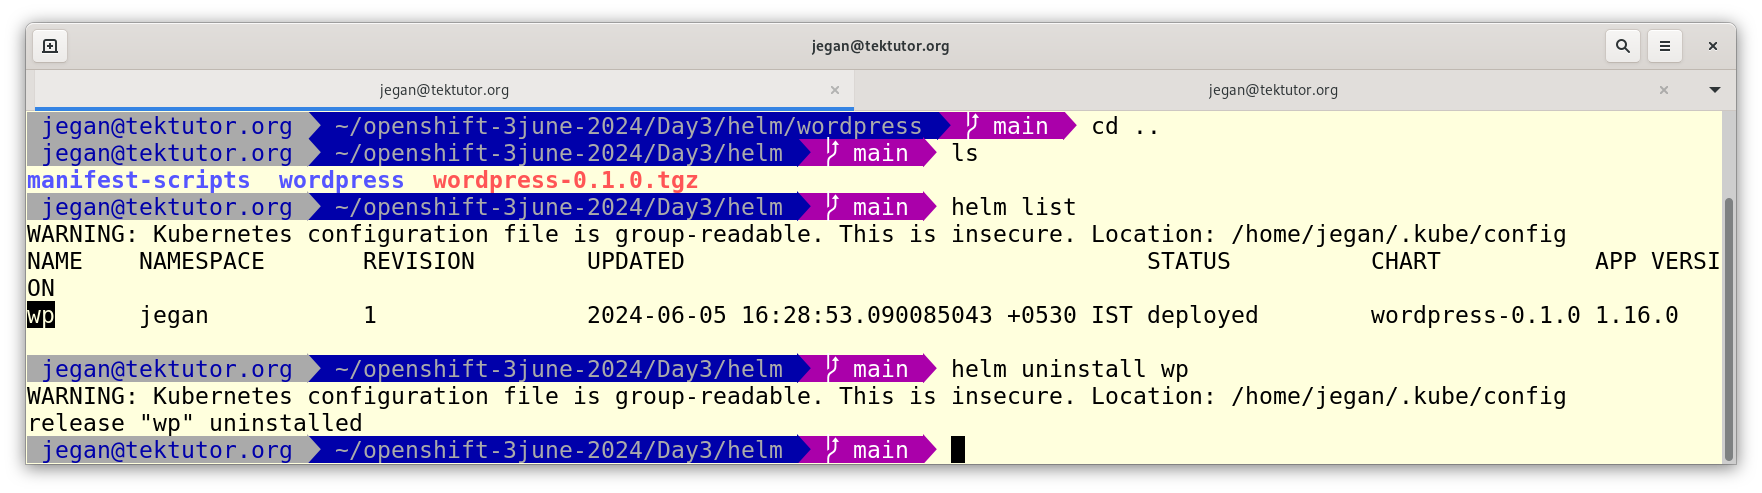 jegan@tektutor.org
jegan@tektutor.org jegan@tektutor.org
jegan@tektutor.org ~/openshift-3june-2024/Day3/helm/wordpress main cd ..
jegan@tektutor.org ~/openshift-3june-2024/Day3/helm main ls
manifest-scripts wordpress wordpress-0.1.0.tgz
jegan@tektutor.org ~/openshift-3june-2024/Day3/helm main helm list
WARNING: Kubernetes configuration file is group-readable. This is insecure. Location: /home/jegan/.kube/config
NAME NAMESPACE REVISION UPDATED STATUS CHART APP VERSI
ON
wp jegan 1 2024-06-05 16:28:53.090085043 +0530 IST deployed wordpress-0.1.0 1.16.0
jegan@tektutor.org ~/openshift-3june-2024/Day3/helm main helm uninstall wp
WARNING: Kubernetes configuration file is group-readable. This is insecure. Location: /home/jegan/.kube/config
release "wp" uninstalled
jegan@tektutor.org ~/openshift-3june-2024/Day3/helm main